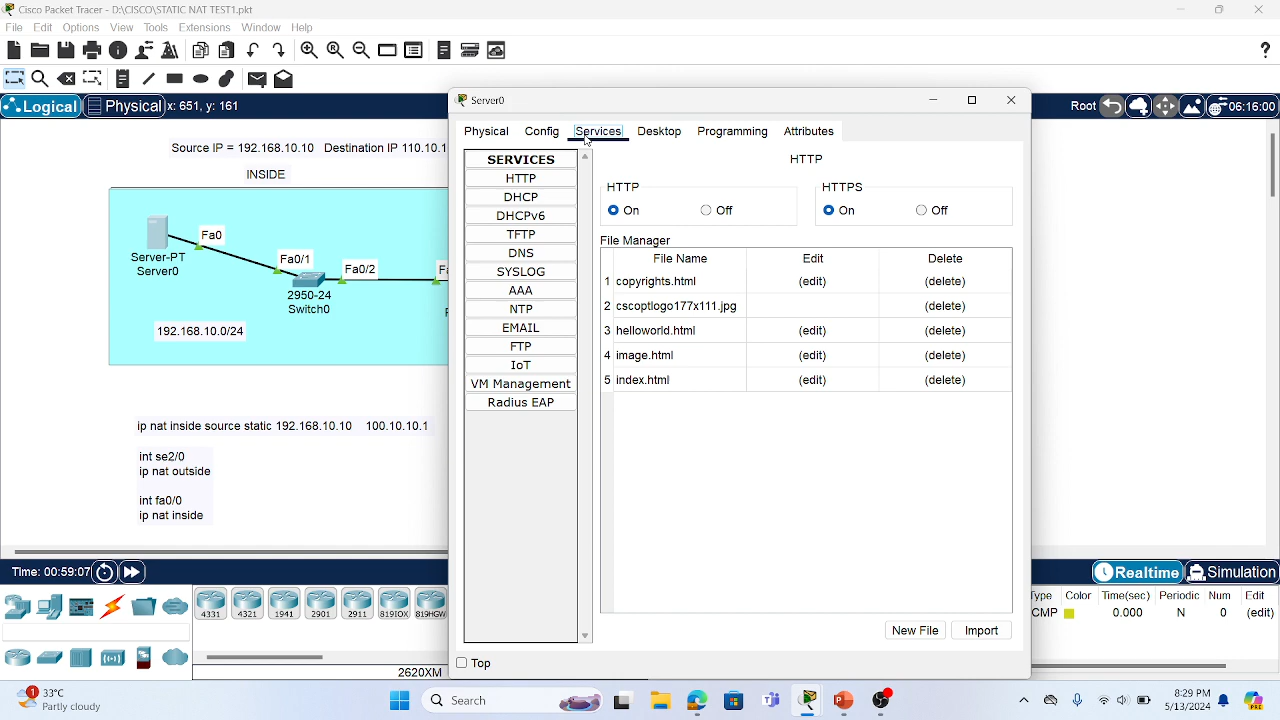 Cisco Packet Tracer - D:\CISCO\STATIC NAT TEST1.pkt
File Edit Options View Tools Extensions Window Help
?
Logical Physical x: 651, y: 161
Root 06:16:00
Source IP = 192.168.10.10 Destination IP 110.10.1
INSIDE
Fa0
Server-PT
Server0
Fa0/1
Fa0/2
2950-24
Switch0
192.168.10.0/24
ip nat inside source static 192.168.10.10 100.10.10.1
int se2/0
ip nat outside
int fa0/0
ip nat inside
Server0
Physical Config Services Desktop Programming Attributes
SERVICES
HTTP
DHCP
DHCPv6
TFTP
DNS
SYSLOG
AAA
NTP
EMAIL
FTP
IoT
VM Management
Radius EAP
HTTP
HTTP
On Off
HTTPS
On Off
File Manager
File Name Edit Delete
1 copyrights.html (edit) (delete)
2 cscoptlogo177x111.jpg (delete)
3 helloworld.html (edit) (delete)
4 image.html (edit) (delete)
5 index.html (edit) (delete)
New File Import
Top
Time: 00:59:07
Realtime Simulation
4331 4321 1941 2901 2911 819IOX 819HGW
2620XM
Type Color Time(sec) Periodic Num Edit
CMP 0.000 N 0 (edit)
1 33°C
Partly cloudy
Search
8:29 PM
5/13/2024